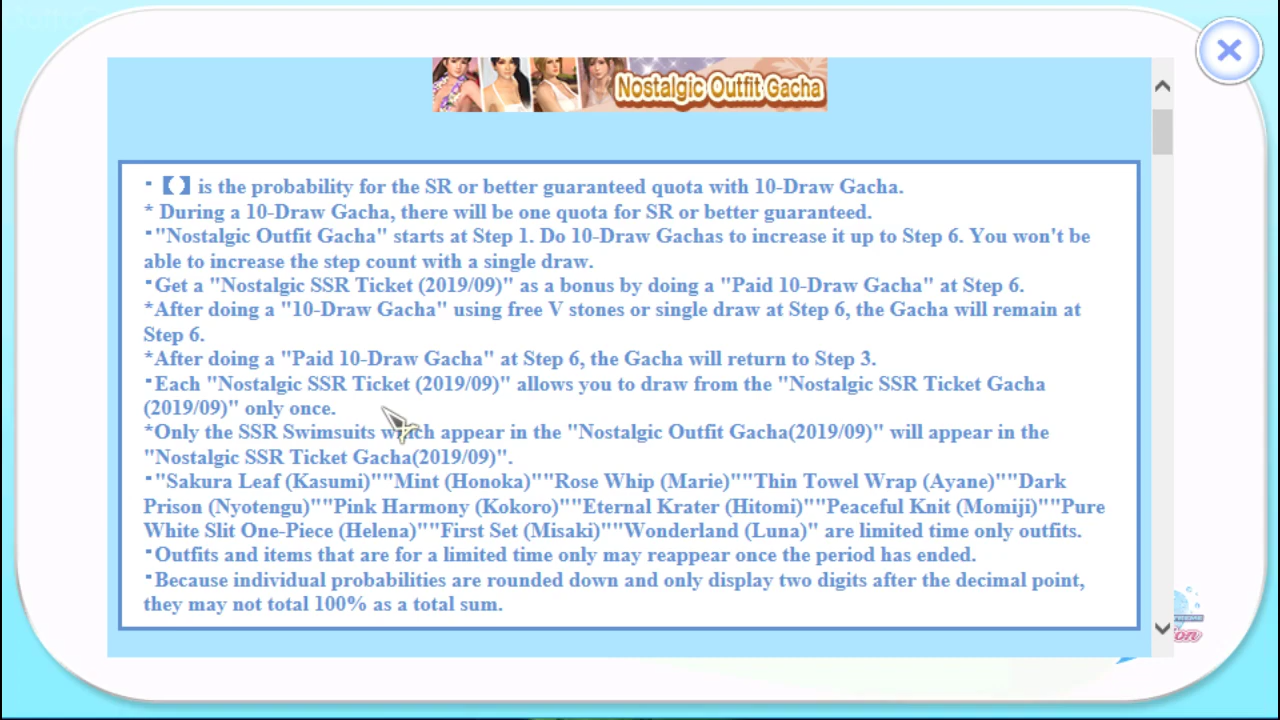 Nostalgic Outfit Gacha
･【】 is the probability for the SR or better guaranteed quota with 10-Draw Gacha.
* During a 10-Draw Gacha, there will be one quota for SR or better guaranteed.
･"Nostalgic Outfit Gacha" starts at Step 1. Do 10-Draw Gachas to increase it up to Step 6. You won't be
able to increase the step count with a single draw.
･Get a "Nostalgic SSR Ticket (2019/09)" as a bonus by doing a "Paid 10-Draw Gacha" at Step 6.
*After doing a "10-Draw Gacha" using free V stones or single draw at Step 6, the Gacha will remain at
Step 6.
*After doing a "Paid 10-Draw Gacha" at Step 6, the Gacha will return to Step 3.
･Each "Nostalgic SSR Ticket (2019/09)" allows you to draw from the "Nostalgic SSR Ticket Gacha
(2019/09)" only once.
*Only the SSR Swimsuits which appear in the "Nostalgic Outfit Gacha(2019/09)" will appear in the
"Nostalgic SSR Ticket Gacha(2019/09)".
･"Sakura Leaf (Kasumi)""Mint (Honoka)""Rose Whip (Marie)""Thin Towel Wrap (Ayane)""Dark
Prison (Nyotengu)""Pink Harmony (Kokoro)""Eternal Krater (Hitomi)""Peaceful Knit (Momiji)""Pure
White Slit One-Piece (Helena)""First Set (Misaki)""Wonderland (Luna)" are limited time only outfits.
･Outfits and items that are for a limited time only may reappear once the period has ended.
･Because individual probabilities are rounded down and only display two digits after the decimal point,
they may not total 100% as a total sum.